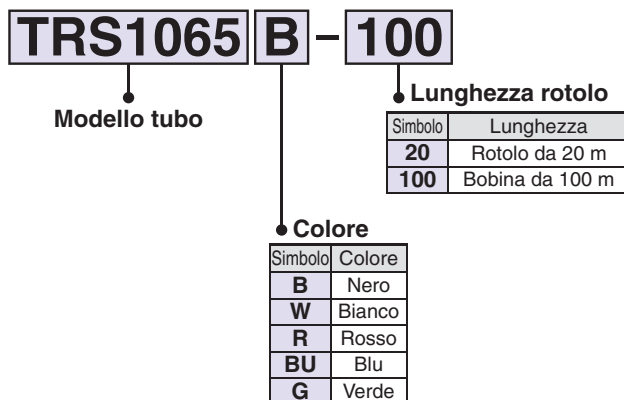 TRS1065 B - 100
Modello tubo
Lunghezza rotolo
Simbolo Lunghezza
20 Rotolo da 20 m
100 Bobina da 100 m
Colore
Simbolo Colore
B Nero
W Bianco
R Rosso
BU Blu
G Verde